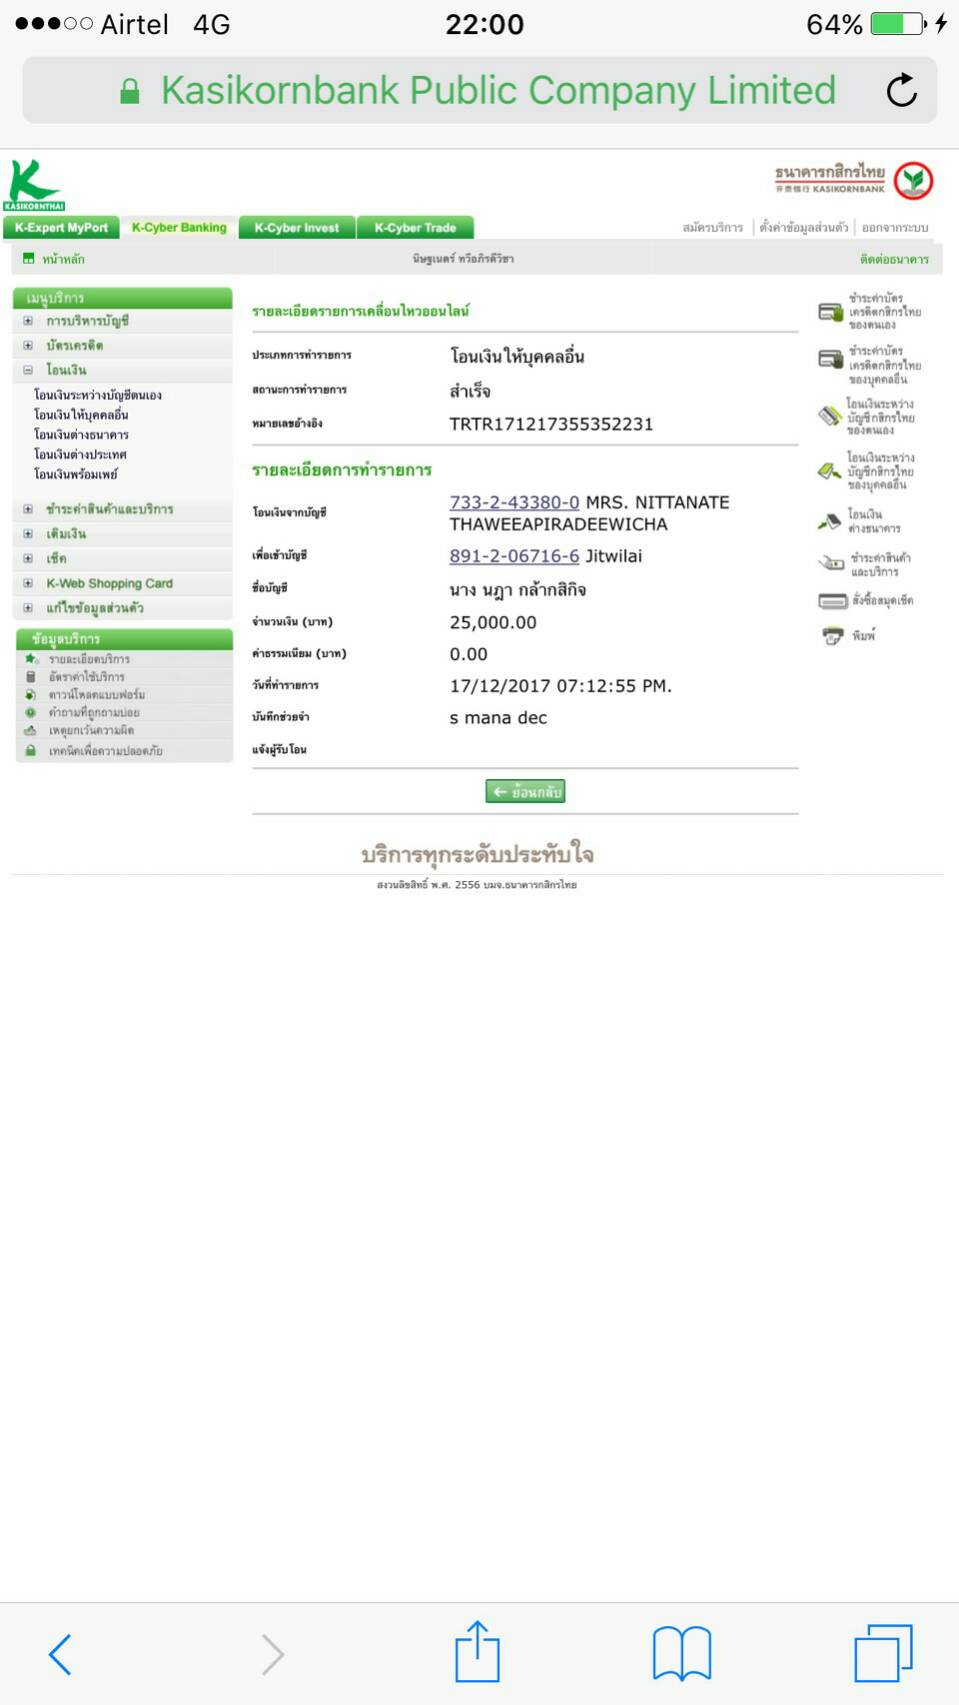 Airtel 4G 22:00 64%
Kasikornbank Public Company Limited
KASIKORNTHAI
ธนาคารกสิกรไทย
开泰银行 KASIKORNBANK
K-Expert MyPort K-Cyber Banking K-Cyber Invest K-Cyber Trade
สมัครบริการ ตั้งค่าข้อมูลส่วนตัว ออกจากระบบ
หน้าหลัก นิษฐเนตร์ ทวีอภิรดีวิชา ติดต่อธนาคาร
เมนูบริการ
การบริหารบัญชี
บัตรเครดิต
โอนเงิน
โอนเงินระหว่างบัญชีตนเอง
โอนเงินให้บุคคลอื่น
โอนเงินต่างธนาคาร
โอนเงินต่างประเทศ
โอนเงินพร้อมเพย์
ชำระค่าสินค้าและบริการ
เติมเงิน
เช็ค
K-Web Shopping Card
แก้ไขข้อมูลส่วนตัว
ข้อมูลบริการ
รายละเอียดบริการ
อัตราค่าใช้บริการ
ดาวน์โหลดแบบฟอร์ม
คำถามที่ถูกถามบ่อย
เหตุยกเว้นความผิด
เทคนิคเพื่อความปลอดภัย
รายละเอียดรายการเคลื่อนไหวออนไลน์
ประเภทการทำรายการ โอนเงินให้บุคคลอื่น
สถานะการทำรายการ สำเร็จ
หมายเลขอ้างอิง TRTR171217355352231
รายละเอียดการทำรายการ
โอนเงินจากบัญชี 733-2-43380-0 MRS. NITTANATE
THAWEEAPIRADEEWICHA
เพื่อเข้าบัญชี 891-2-06716-6 Jitwilai
ชื่อบัญชี นาง นฎา กล้ากสิกิจ
จำนวนเงิน (บาท) 25,000.00
ค่าธรรมเนียม (บาท) 0.00
วันที่ทำรายการ 17/12/2017 07:12:55 PM.
บันทึกช่วยจำ s mana dec
แจ้งผู้รับโอน
ย้อนกลับ
ชำระค่าบัตร
เครดิตกสิกรไทย
ของตนเอง
ชำระค่าบัตร
เครดิตกสิกรไทย
ของบุคคลอื่น
โอนเงินระหว่าง
บัญชีกสิกรไทย
ของตนเอง
โอนเงินระหว่าง
บัญชีกสิกรไทย
ของบุคคลอื่น
โอนเงิน
ต่างธนาคาร
ชำระค่าสินค้า
และบริการ
สั่งซื้อสมุดเช็ค
พิมพ์
บริการทุกระดับประทับใจ
สงวนลิขสิทธิ์ พ.ศ. 2556 บมจ.ธนาคารกสิกรไทย